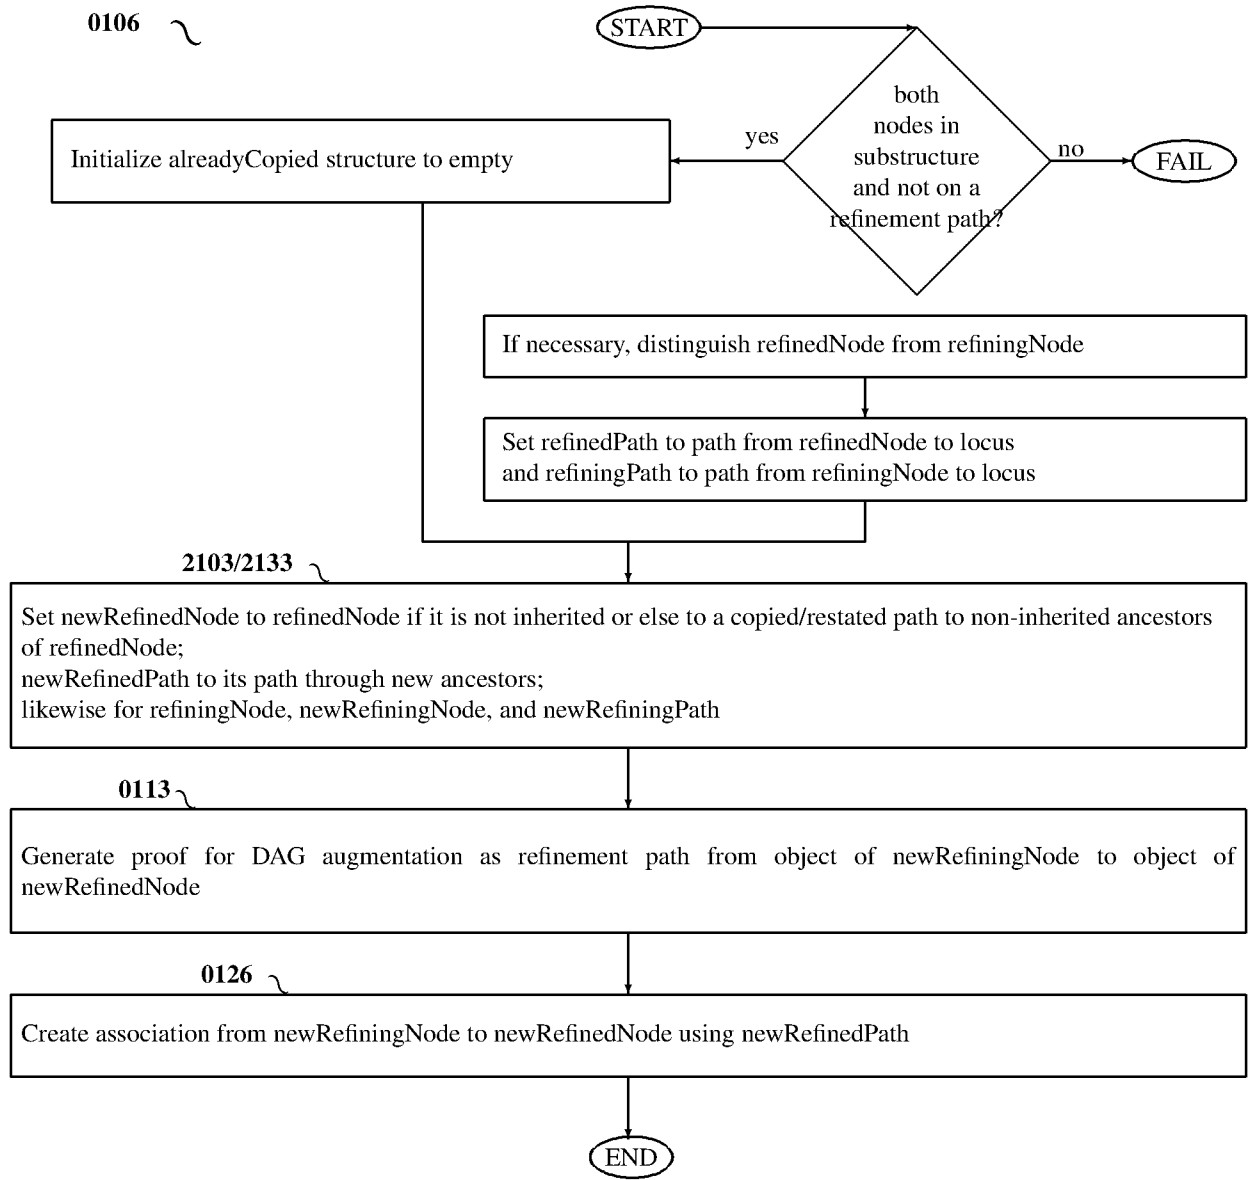 0106
START
both
nodes in
substructure
and not on a
refinement path?
yes
no
FAIL
Initialize alreadyCopied structure to empty
If necessary, distinguish refinedNode from refiningNode
Set refinedPath to path from refinedNode to locus
and refiningPath to path from refiningNode to locus
2103/2133
Set newRefinedNode to refinedNode if it is not inherited or else to a copied/restated path to non-inherited ancestors
of refinedNode;
newRefinedPath to its path through new ancestors;
likewise for refiningNode, newRefiningNode, and newRefiningPath
0113
Generate proof for DAG augmentation as refinement path from object of newRefiningNode to object of
newRefinedNode
0126
Create association from newRefiningNode to newRefinedNode using newRefinedPath
END